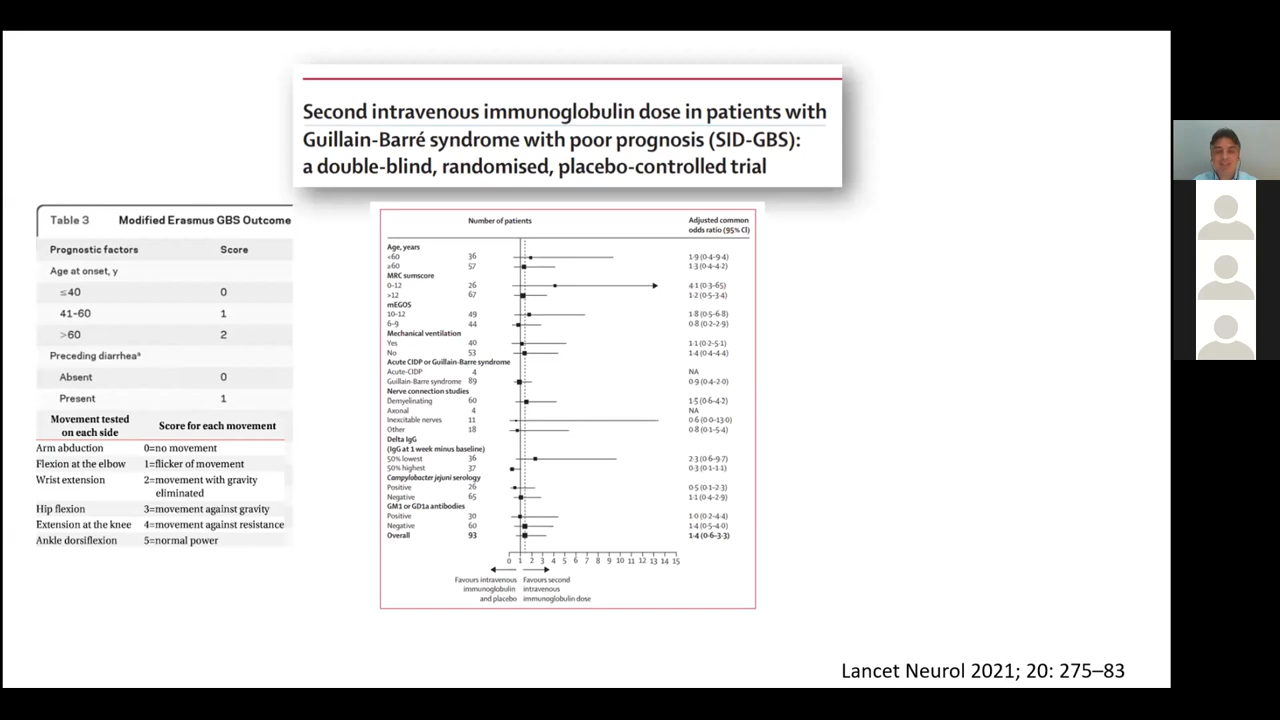 Second intravenous immunoglobulin dose in patients with
Guillain-Barré syndrome with poor prognosis (SID-GBS):
a double-blind, randomised, placebo-controlled trial
Table 3 Modified Erasmus GBS Outcome
Prognostic factors Score
Age at onset, y
≤40 0
41-60 1
>60 2
Preceding diarrheaᵃ
Absent 0
Present 1
Movement tested
on each side
Score for each movement
Arm abduction 0=no movement
Flexion at the elbow 1=flicker of movement
Wrist extension 2=movement with gravity
eliminated
Hip flexion 3=movement against gravity
Extension at the knee 4=movement against resistance
Ankle dorsiflexion 5=normal power
Number of patients Adjusted common
odds ratio (95% CI)
Age, years
<60 36 1·9 (0·4-9·4)
≥60 57 1·3 (0·4-4·2)
MRC sumscore
0-12 26 4·1 (0·3-65)
>12 67 1·2 (0·5-3·4)
mEGOS
10-12 49 1·8 (0·5-6·8)
6-9 44 0·8 (0·2-2·9)
Mechanical ventilation
Yes 40 1·1 (0·2-5·1)
No 53 1·4 (0·4-4·4)
Acute CIDP or Guillain-Barre syndrome
Acute-CIDP 4 NA
Guillain-Barre syndrome 89 0·9 (0·4-2·0)
Nerve connection studies
Demyelinating 60 1·5 (0·6-4·2)
Axonal 4 NA
Inexcitable nerves 11 0·6 (0·0-13·0)
Other 18 0·8 (0·1-5·4)
Delta IgG
(IgG at 1 week minus baseline)
50% lowest 36 2·3 (0·6-9·7)
50% highest 37 0·3 (0·1-1·1)
Campylobacter jejuni serology
Positive 26 0·5 (0·1-2·3)
Negative 65 1·1 (0·4-2·9)
GM1 or GD1a antibodies
Positive 30 1·0 (0·2-4·4)
Negative 60 1·4 (0·5-4·0)
Overall 93 1·4 (0·6-3·3)
0 1 2 3 4 5 6 7 8 9 10 11 12 13 14 15
Favours intravenous
immunoglobulin
and placebo
Favours second
intravenous
immunoglobulin dose
Lancet Neurol 2021; 20: 275–83